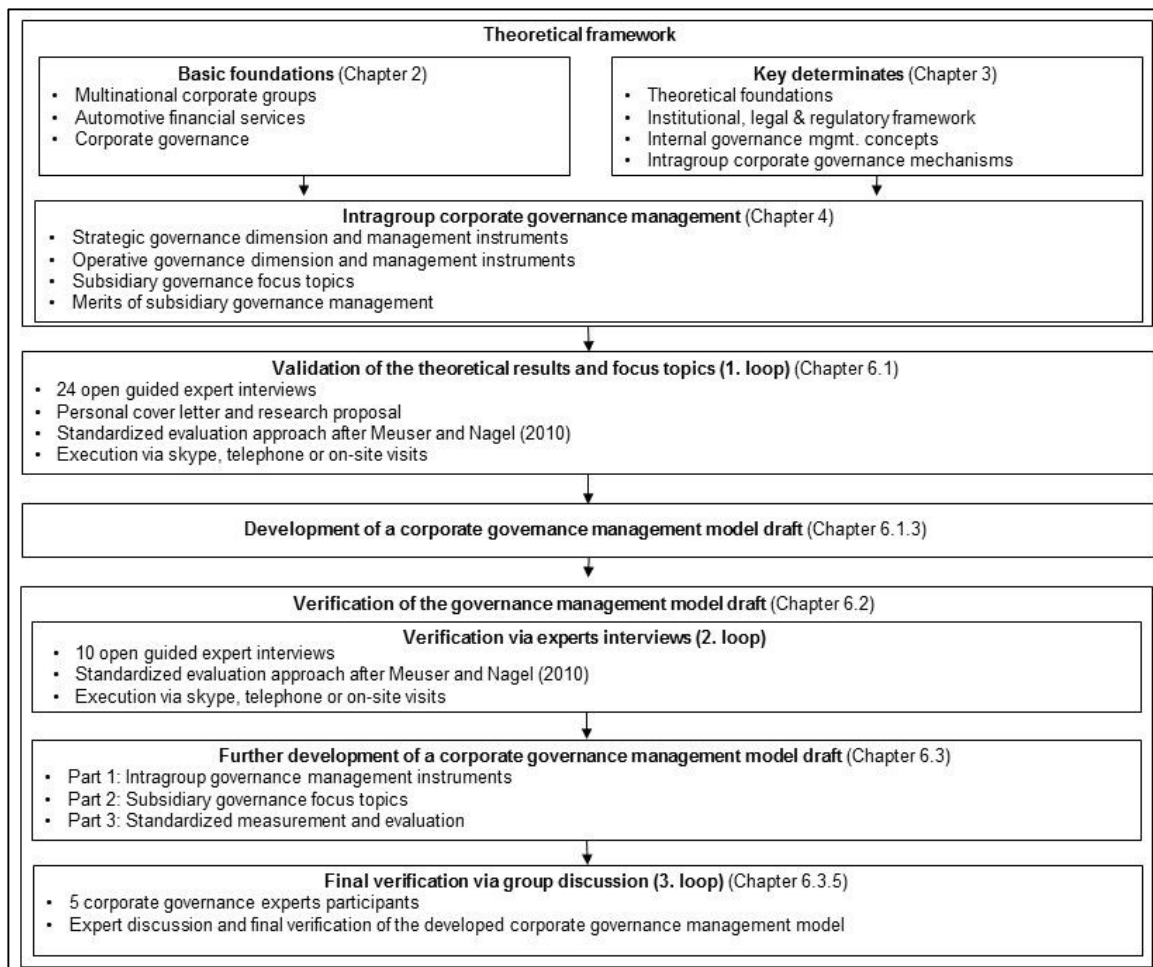 Theoretical framework
Basic foundations (Chapter 2)
• Multinational corporate groups
• Automotive financial services
• Corporate governance
Key determinates (Chapter 3)
• Theoretical foundations
• Institutional, legal & regulatory framework
• Internal governance mgmt. concepts
• Intragroup corporate governance mechanisms
Intragroup corporate governance management (Chapter 4)
• Strategic governance dimension and management instruments
• Operative governance dimension and management instruments
• Subsidiary governance focus topics
• Merits of subsidiary governance management
Validation of the theoretical results and focus topics (1. loop) (Chapter 6.1)
• 24 open guided expert interviews
• Personal cover letter and research proposal
• Standardized evaluation approach after Meuser and Nagel (2010)
• Execution via skype, telephone or on-site visits
Development of a corporate governance management model draft (Chapter 6.1.3)
Verification of the governance management model draft (Chapter 6.2)
Verification via experts interviews (2. loop)
• 10 open guided expert interviews
• Standardized evaluation approach after Meuser and Nagel (2010)
• Execution via skype, telephone or on-site visits
Further development of a corporate governance management model draft (Chapter 6.3)
• Part 1: Intragroup governance management instruments
• Part 2: Subsidiary governance focus topics
• Part 3: Standardized measurement and evaluation
Final verification via group discussion (3. loop) (Chapter 6.3.5)
• 5 corporate governance experts participants
• Expert discussion and final verification of the developed corporate governance management model